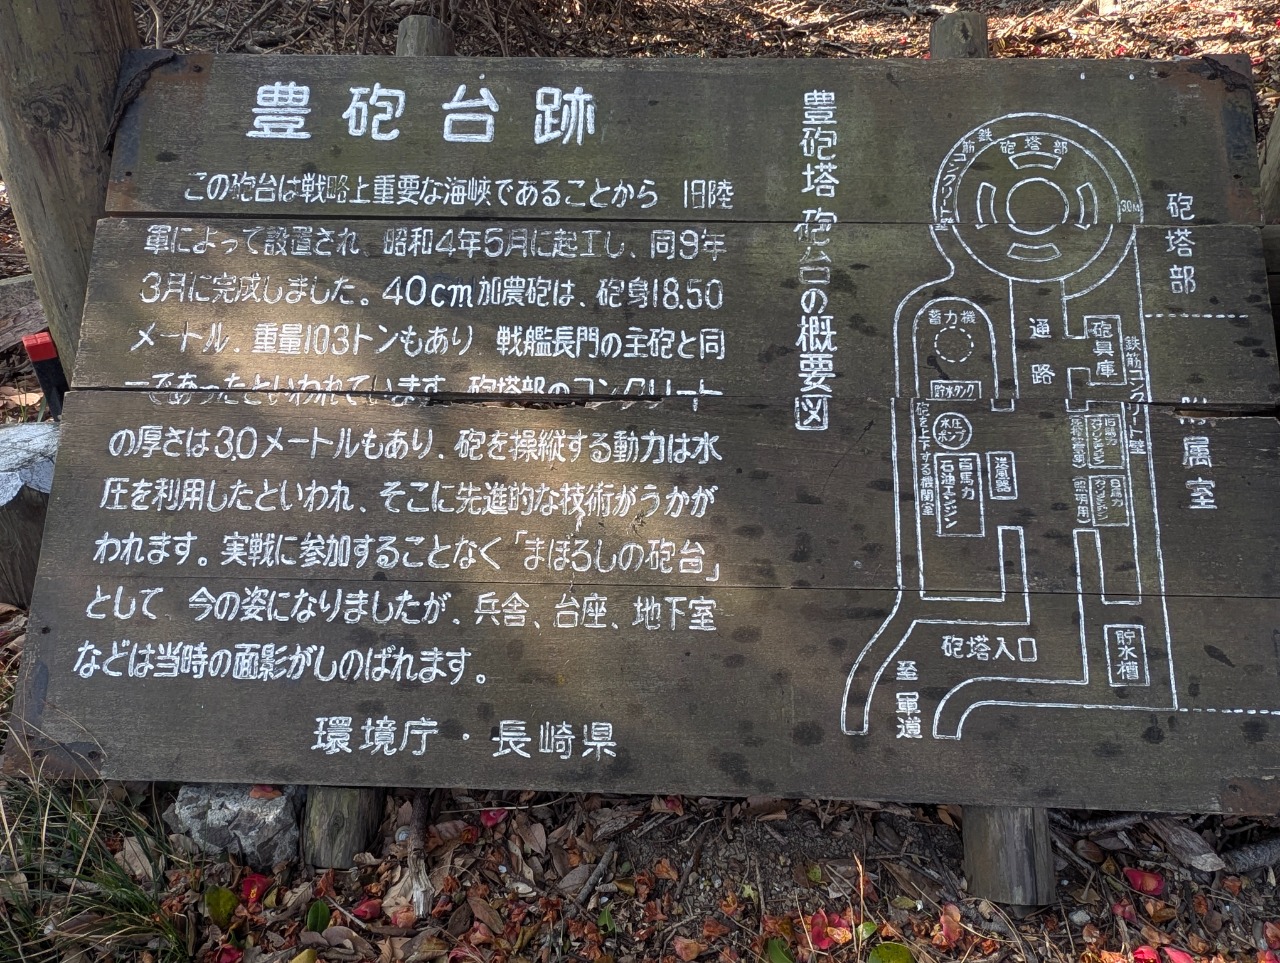 豊砲台跡
この砲台は戦略上重要な海峡であることから 旧陸
軍によって設置され、昭和4年5月に起工し、同9年
3月に完成しました。40cm加農砲は、砲身18.50
メートル、重量103トンもあり 戦艦長門の主砲と同
一であったといわれています。砲塔部のコンクリート
の厚さは3.0メートルもあり、砲を操縦する動力は水
圧を利用したといわれ、そこに先進的な技術がうかが
われます。実戦に参加することなく「まぼろしの砲台」
として 今の姿になりましたが、兵舎、台座、地下室
などは当時の面影がしのばれます。
環境庁・長崎県
豊砲塔砲台の概要図
鉄筋コンクリート壁
砲塔部
3.0M
砲塔部
蓄力機
貯水タンク
通路
砲具庫
鉄筋コンクリート壁
附属室
砲を上下する機関室
水圧ポンプ
百馬力
石油エンジン
送風器
砲塔入口
貯水槽
至軍道